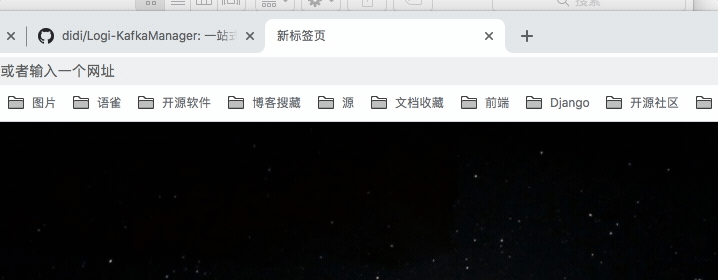 搜索
didi/Logi-KafkaManager: 一站
新标签页
或者输入一个网址
图片 语雀 开源软件 博客搜藏 源 文档收藏 前端 Django 开源社区